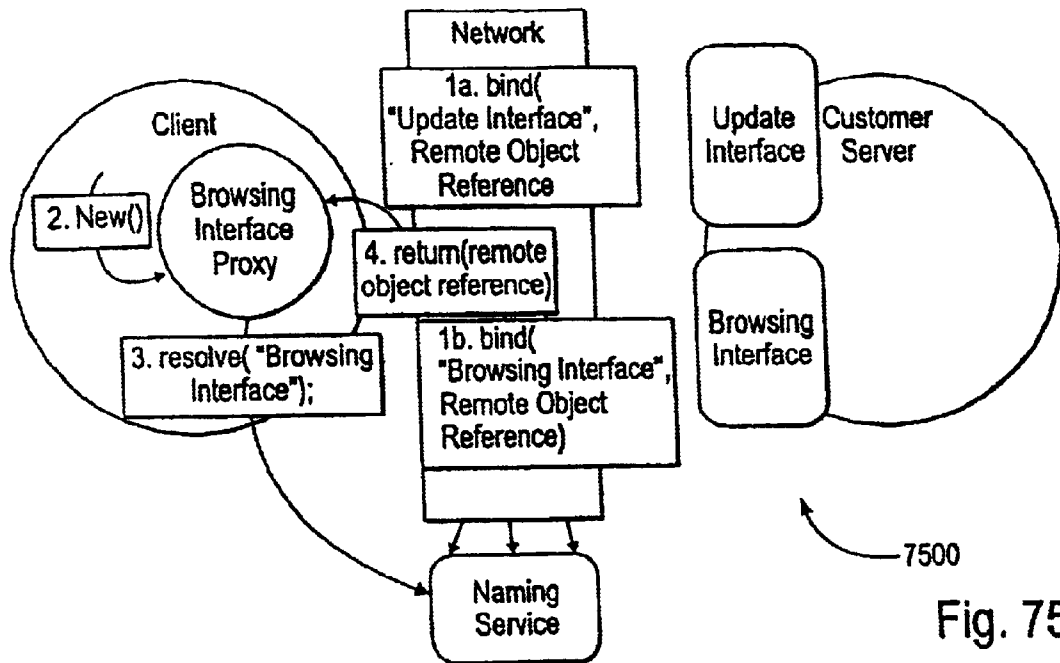 Network
1a. bind(
"Update Interface",
Remote Object
Reference
Client
Browsing
Interface
Proxy
2. New()
4. return(remote
object reference)
3. resolve( "Browsing
Interface");
1b. bind(
"Browsing Interface",
Remote Object
Reference)
Update
Interface
Customer
Server
Browsing
Interface
Naming
Service
7500
Fig. 75